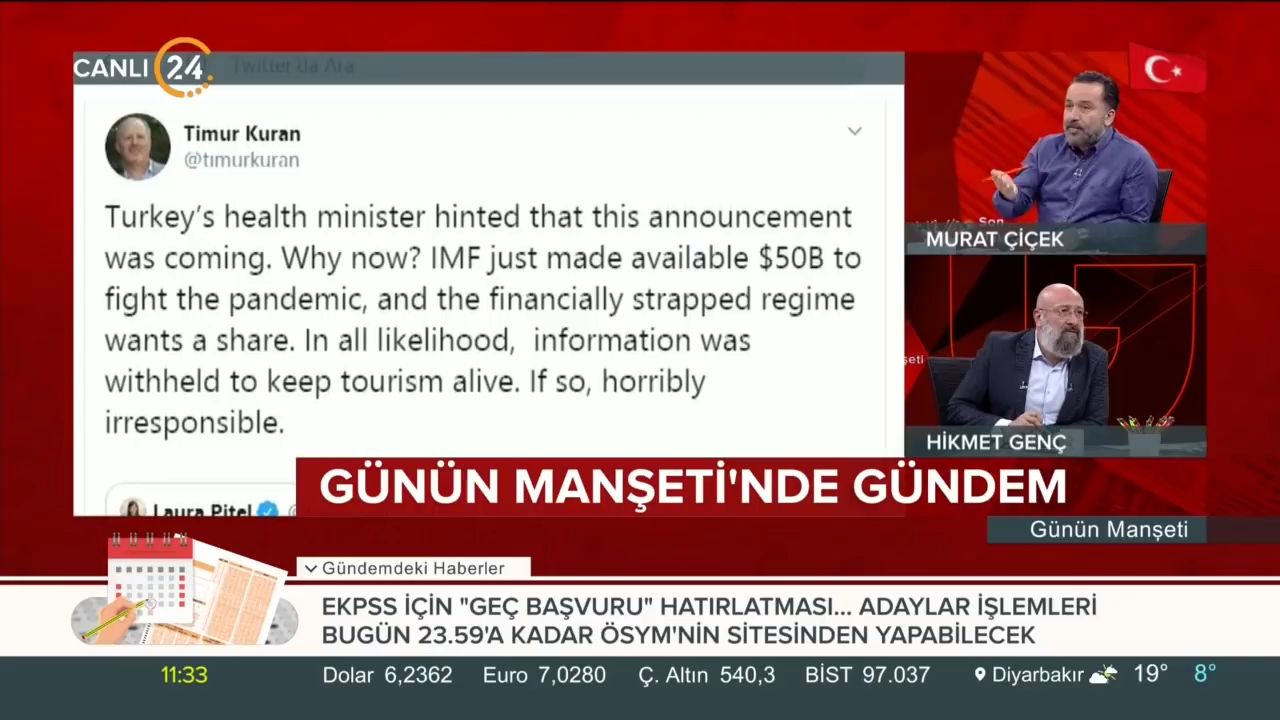 CANLI 24
Twitter'da Ara
Timur Kuran
@timurkuran
Turkey's health minister hinted that this announcement
was coming. Why now? IMF just made available $50B to
fight the pandemic, and the financially strapped regime
wants a share. In all likelihood, information was
withheld to keep tourism alive. If so, horribly
irresponsible.
Laura Pitel
Son
MURAT ÇİÇEK
şeti
HİKMET GENÇ
GÜNÜN MANŞETİ'NDE GÜNDEM
Günün Manşeti
Gündemdeki Haberler
EKPSS İÇİN "GEÇ BAŞVURU" HATIRLATMASI... ADAYLAR İŞLEMLERİ
BUGÜN 23.59'A KADAR ÖSYM'NİN SİTESİNDEN YAPABİLECEK
11:33 Dolar 6,2362 Euro 7,0280 Ç. Altın 540,3 BİST 97.037 Diyarbakır 19° 8°